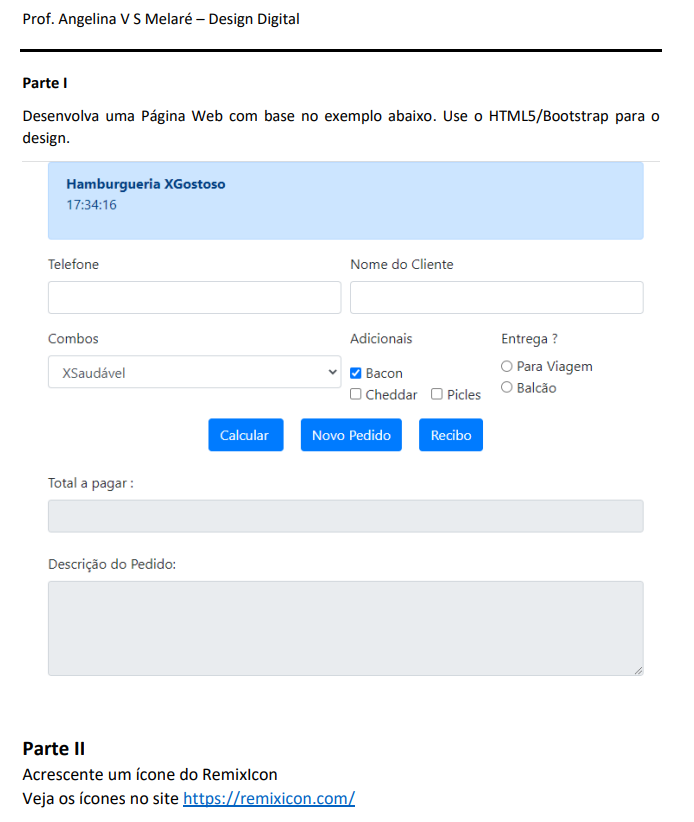 Prof. Angelina V S Melaré – Design Digital
Parte I
Desenvolva uma Página Web com base no exemplo abaixo. Use o HTML5/Bootstrap para o
design.
Hamburgueria XGostoso
17:34:16
Telefone Nome do Cliente
Combos Adicionais Entrega ?
XSaudável Bacon Para Viagem
Cheddar Picles Balcão
Calcular Novo Pedido Recibo
Total a pagar :
Descrição do Pedido:
Parte II
Acrescente um ícone do RemixIcon
Veja os ícones no site https://remixicon.com/